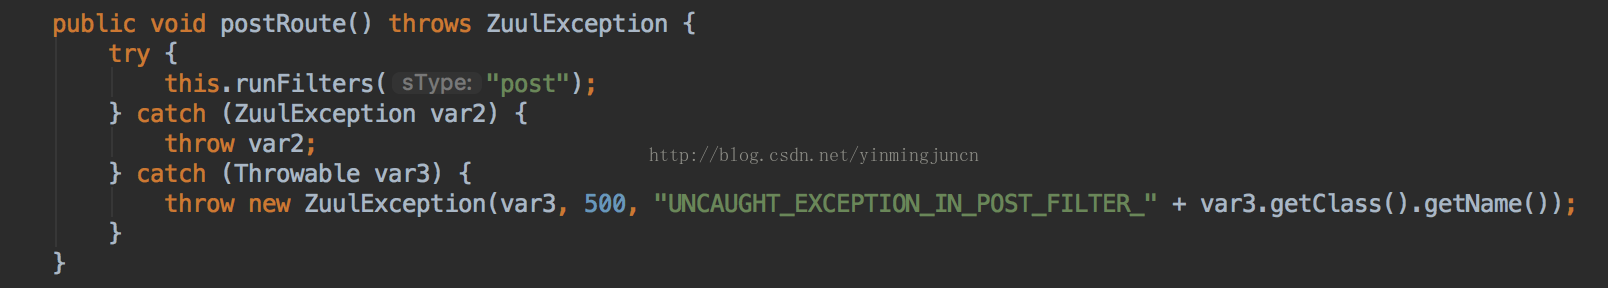 public void postRoute() throws ZuulException {
try {
this.runFilters( sType: "post");
} catch (ZuulException var2) {
throw var2;
http://blog.csdn.net/yinmingjuncn
} catch (Throwable var3) {
throw new ZuulException(var3, 500, "UNCAUGHT_EXCEPTION_IN_POST_FILTER_" + var3.getClass().getName());
}
}